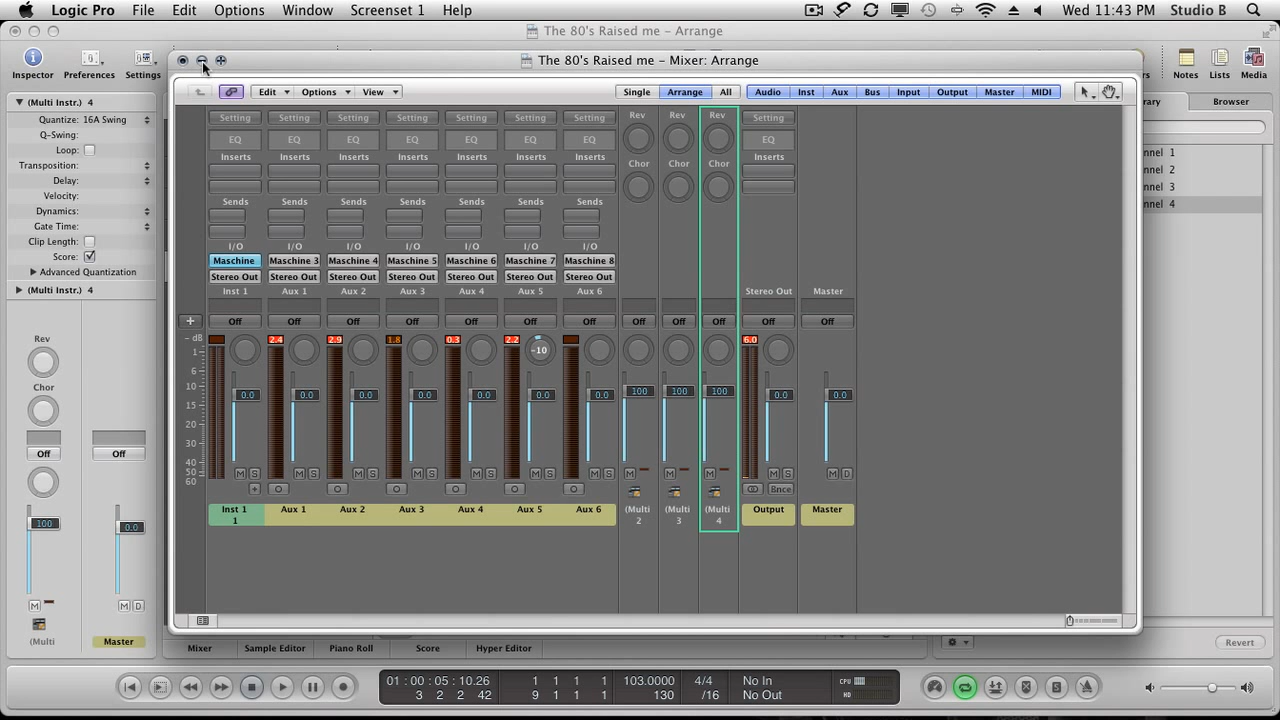 Logic Pro File Edit Options Window Screenset 1 Help Wed 11:43 PM Studio B
The 80's Raised me – Arrange
The 80's Raised me – Mixer: Arrange
Inspector Preferences Settings Notes Lists Media
Edit Options View Single Arrange All Audio Inst Aux Bus Input Output Master MIDI
Browser
(Multi Instr.) 4
Quantize: 16A Swing
Q-Swing:
Loop:
Transposition:
Delay:
Velocity:
Dynamics:
Gate Time:
Clip Length:
Score:
Advanced Quantization
(Multi Instr.) 4
Setting Setting Setting Setting Setting Setting Setting Rev Rev Rev Setting
EQ EQ EQ EQ EQ EQ EQ EQ
Inserts Inserts Inserts Inserts Inserts Inserts Inserts Chor Chor Chor Inserts
Sends Sends Sends Sends Sends Sends Sends
I/O I/O I/O I/O I/O I/O I/O
Maschine Maschine 3 Maschine 4 Maschine 5 Maschine 6 Maschine 7 Maschine 8
Stereo Out Stereo Out Stereo Out Stereo Out Stereo Out Stereo Out Stereo Out
Inst 1 Aux 1 Aux 2 Aux 3 Aux 4 Aux 5 Aux 6 Stereo Out Master
Off Off Off Off Off Off Off Off Off Off Off Off
dB 2.4 2.9 1.8 0.3 2.2 -10 6.0
1
6
10
15
20
30
40
50
60
0.0 0.0 0.0 0.0 0.0 0.0 0.0 100 100 100 0.0 0.0
M S M S M S M S M S M S M S M M M M S M D
Bnce
Inst 1 Aux 1 Aux 2 Aux 3 Aux 4 Aux 5 Aux 6 (Multi (Multi (Multi Output Master
1 2 3 4
Rev
Chor
Off Off
100 0.0
M M D
(Multi Master
Mixer Sample Editor Piano Roll Score Hyper Editor
Revert
01 : 00 : 05 : 10.26 1 1 1 1 103.0000 4/4 No In CPU
3 2 2 42 9 1 1 1 130 /16 No Out HD